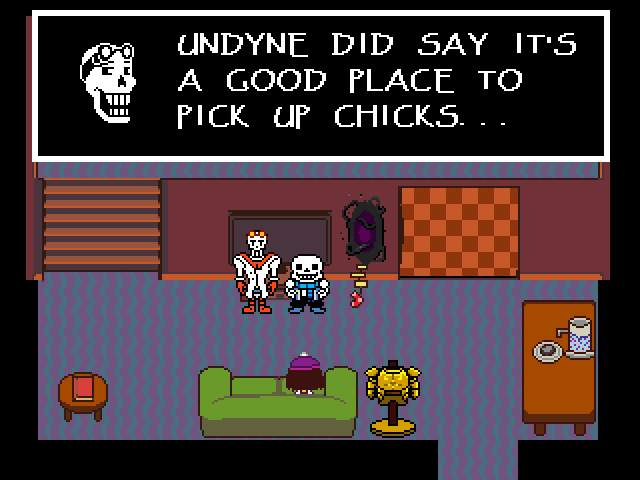 UNDYNE DID SAY IT'S
A GOOD PLACE TO
PICK UP CHICKS...